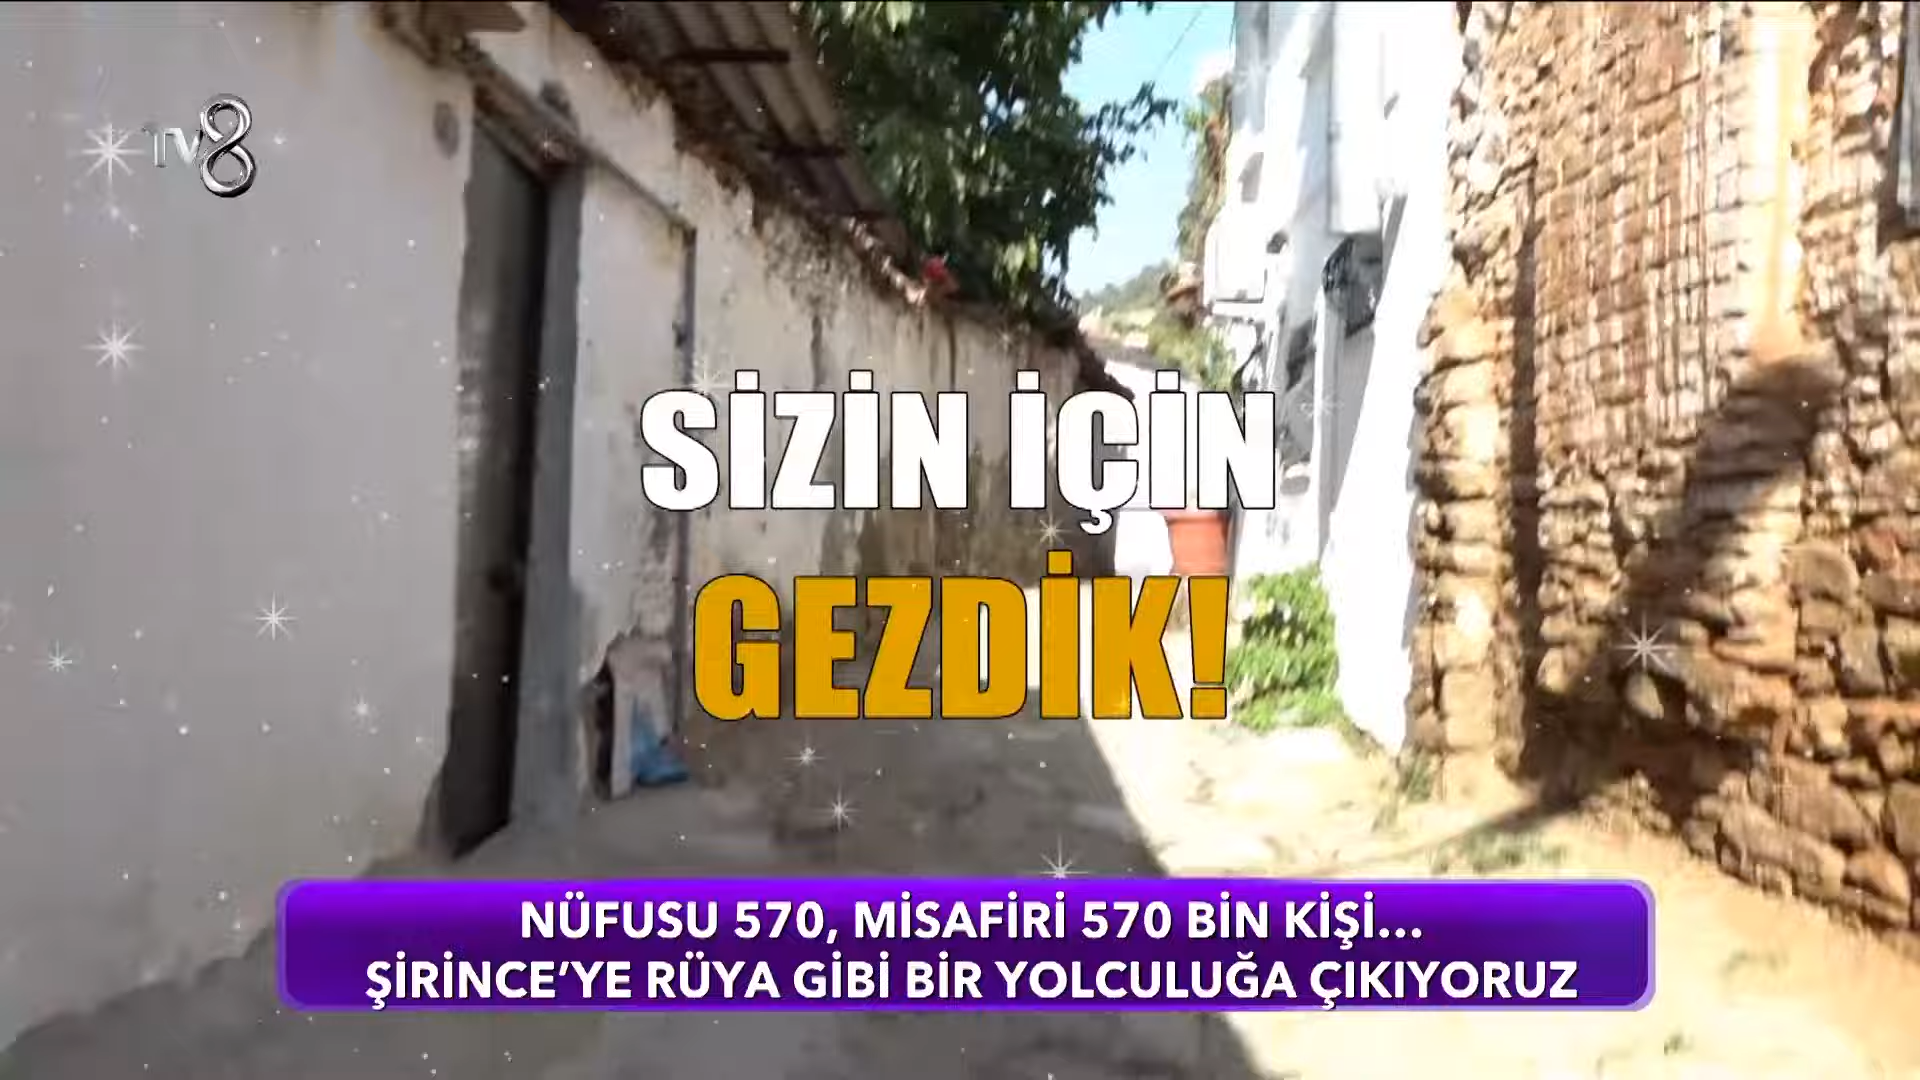 TV8
SİZİN İÇİN
GEZDİK!
NÜFUSU 570, MİSAFİRİ 570 BİN KİŞİ...
ŞİRİNCE'YE RÜYA GİBİ BİR YOLCULUĞA ÇIKIYORUZ